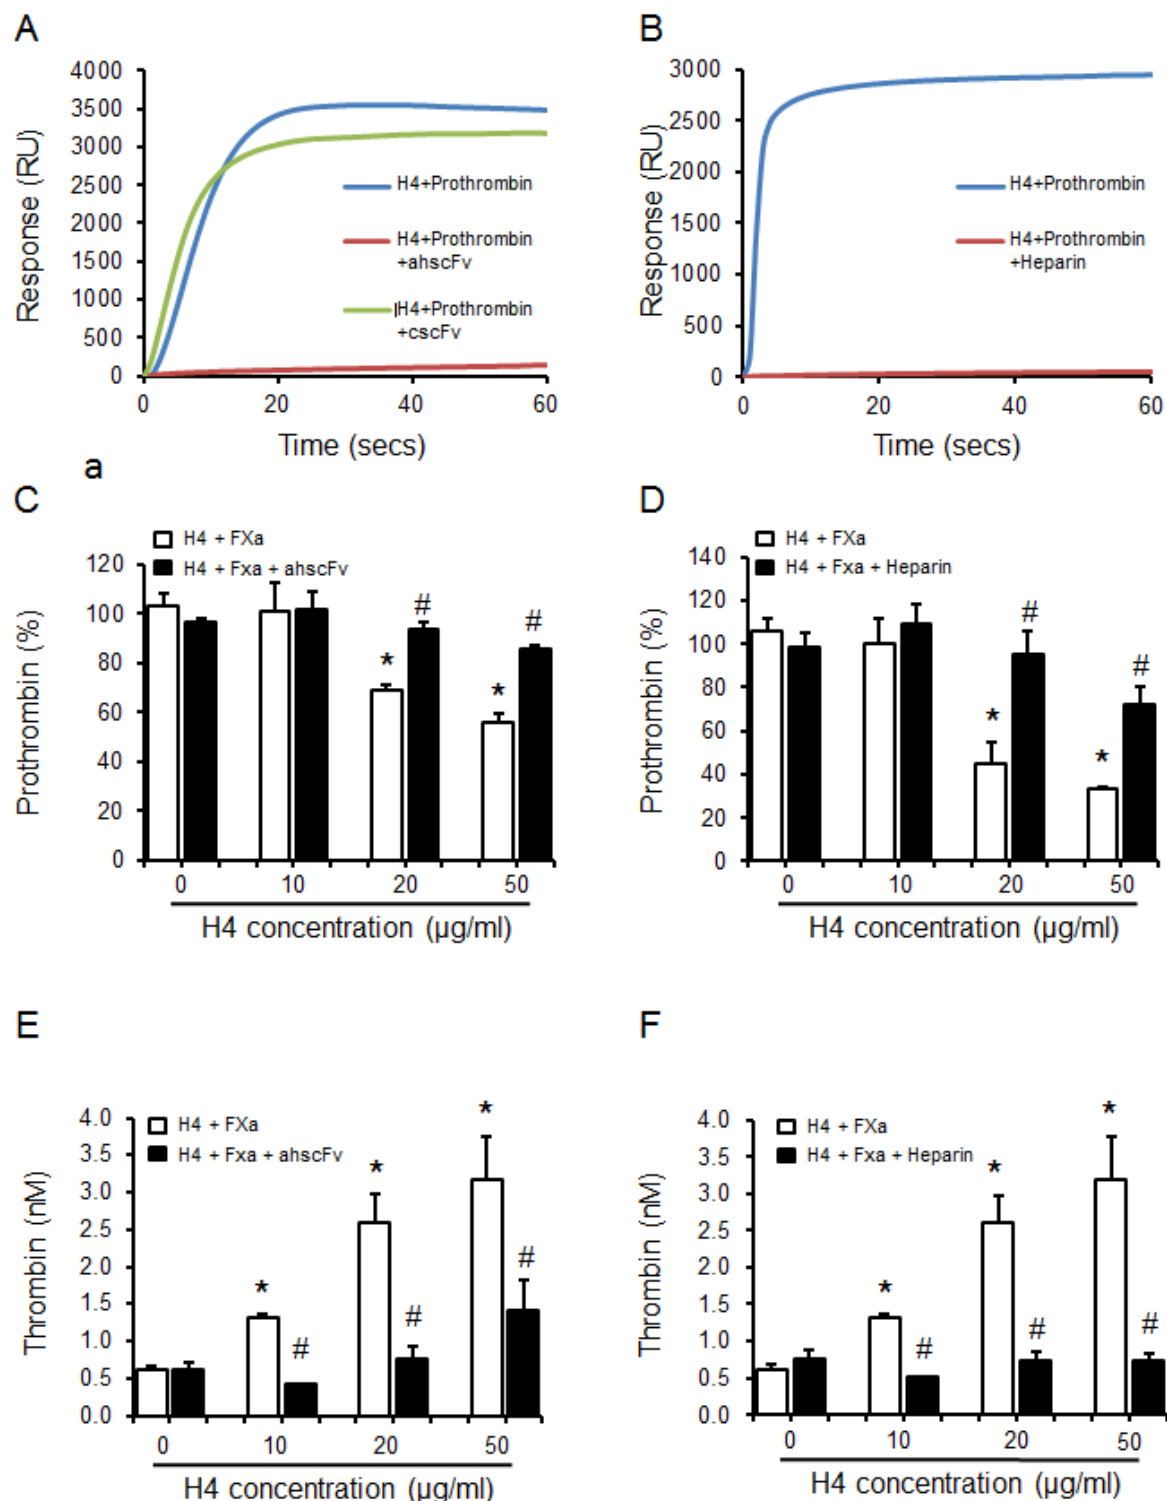 A
B
4000
3500
3000
2500
2000
1500
1000
500
0
0
20
40
60
Response (RU)
Time (secs)
H4+Prothrombin
H4+Prothrombin
+ahscFv
H4+Prothrombin
+cscFv
3000
2500
2000
1500
1000
500
0
0
20
40
60
Response (RU)
Time (secs)
H4+Prothrombin
H4+Prothrombin
+Heparin
a
C
D
H4 + FXa
H4 + Fxa + ahscFv
120
100
80
60
40
20
0
Prothrombin (%)
*
#
*
#
0
10
20
50
H4 concentration (µg/ml)
H4 + FXa
H4 + Fxa + Heparin
140
120
100
80
60
40
20
0
Prothrombin (%)
*
#
*
#
0
10
20
50
H4 concentration (µg/ml)
E
F
H4 + FXa
H4 + Fxa + ahscFv
4.0
3.5
3.0
2.5
2.0
1.5
1.0
0.5
0.0
Thrombin (nM)
*
#
*
#
*
#
0
10
20
50
H4 concentration (µg/ml)
H4 + FXa
H4 + Fxa + Heparin
4.0
3.5
3.0
2.5
2.0
1.5
1.0
0.5
0.0
Thrombin (nM)
*
#
*
#
*
#
0
10
20
50
H4 concentration (µg/ml)